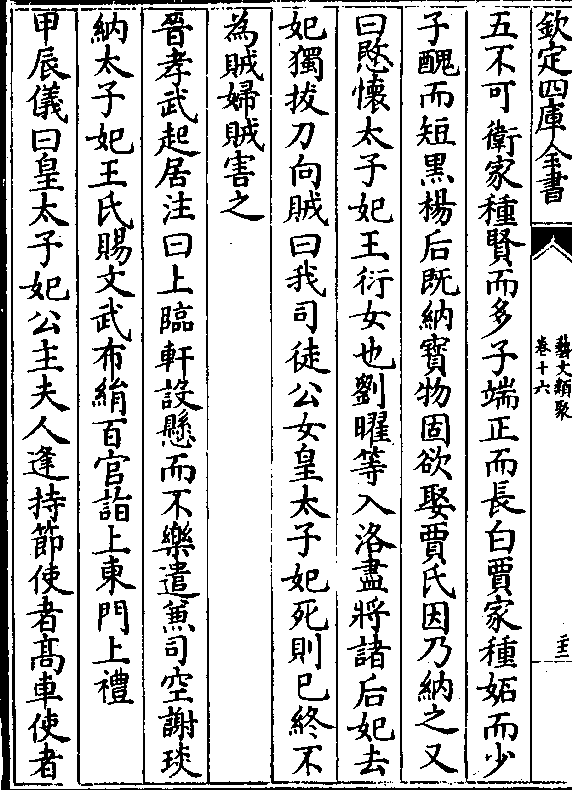 欽定四庫全書
藝文類聚
卷十六
二十三
五不可衛家種賢而多子端正而長白賈家種妬而少
子醜而短黒楊后既納寳物固欲娶賈氏因乃納之又
曰愍懷太子妃王衍女也劉曜等入洛盡將諸后妃去
妃獨拔刀向賊曰我司徒公女皇太子妃死則已終不
為賊婦賊害之
晉孝武起居注曰上臨軒設懸而不樂遣兼司空謝琰
納太子妃王氏賜文武布絹百官詣上東門上禮
甲辰儀曰皇太子妃公主夫人逢持節使者髙車使者